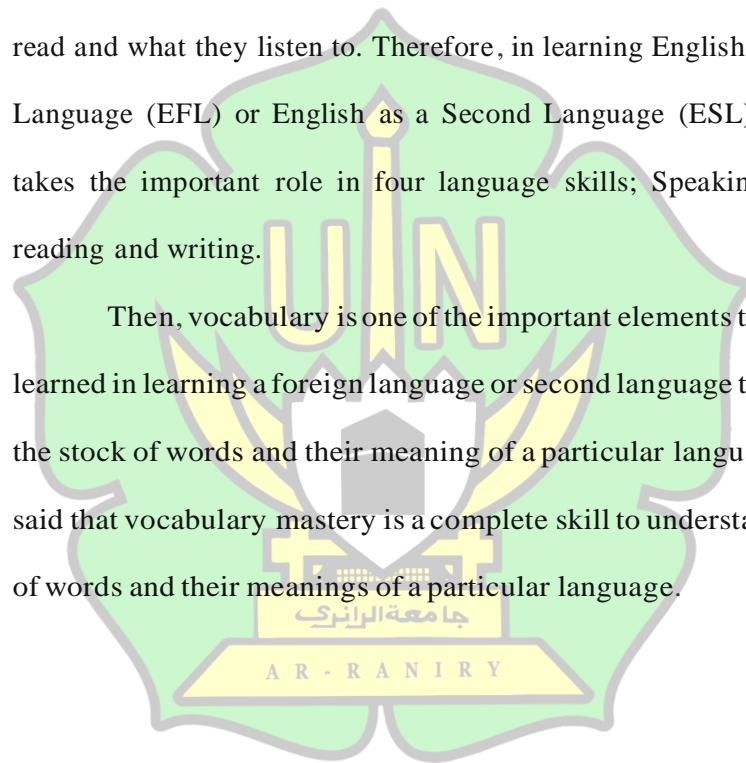 read and what they listen to. Therefore, in learning English
Language (EFL) or English as a Second Language (ESL)
takes the important role in four language skills; Speakin
reading and writing.
UIN
Then, vocabulary is one of the important elements t
learned in learning a foreign language or second language t
the stock of words and their meaning of a particular langu
said that vocabulary mastery is a complete skill to understa
of words and their meanings of a particular language.
جامعة الرانري
AR-RANIRY